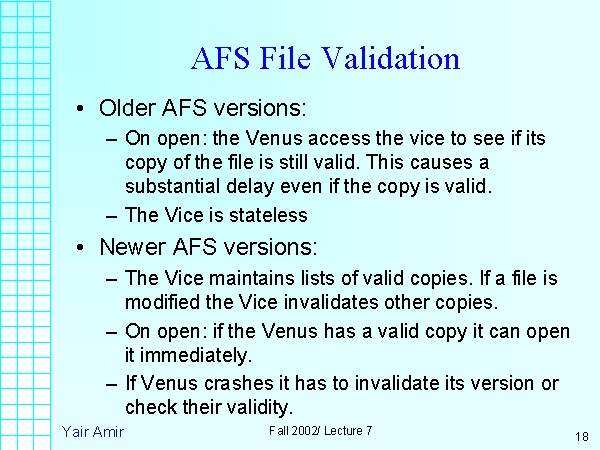 AFS File Validation
• Older AFS versions:
– On open: the Venus access the vice to see if its
copy of the file is still valid. This causes a
substantial delay even if the copy is valid.
– The Vice is stateless
• Newer AFS versions:
– The Vice maintains lists of valid copies. If a file is
modified the Vice invalidates other copies.
– On open: if the Venus has a valid copy it can open
it immediately.
– If Venus crashes it has to invalidate its version or
check their validity.
Yair Amir
Fall 2002/ Lecture 7
18